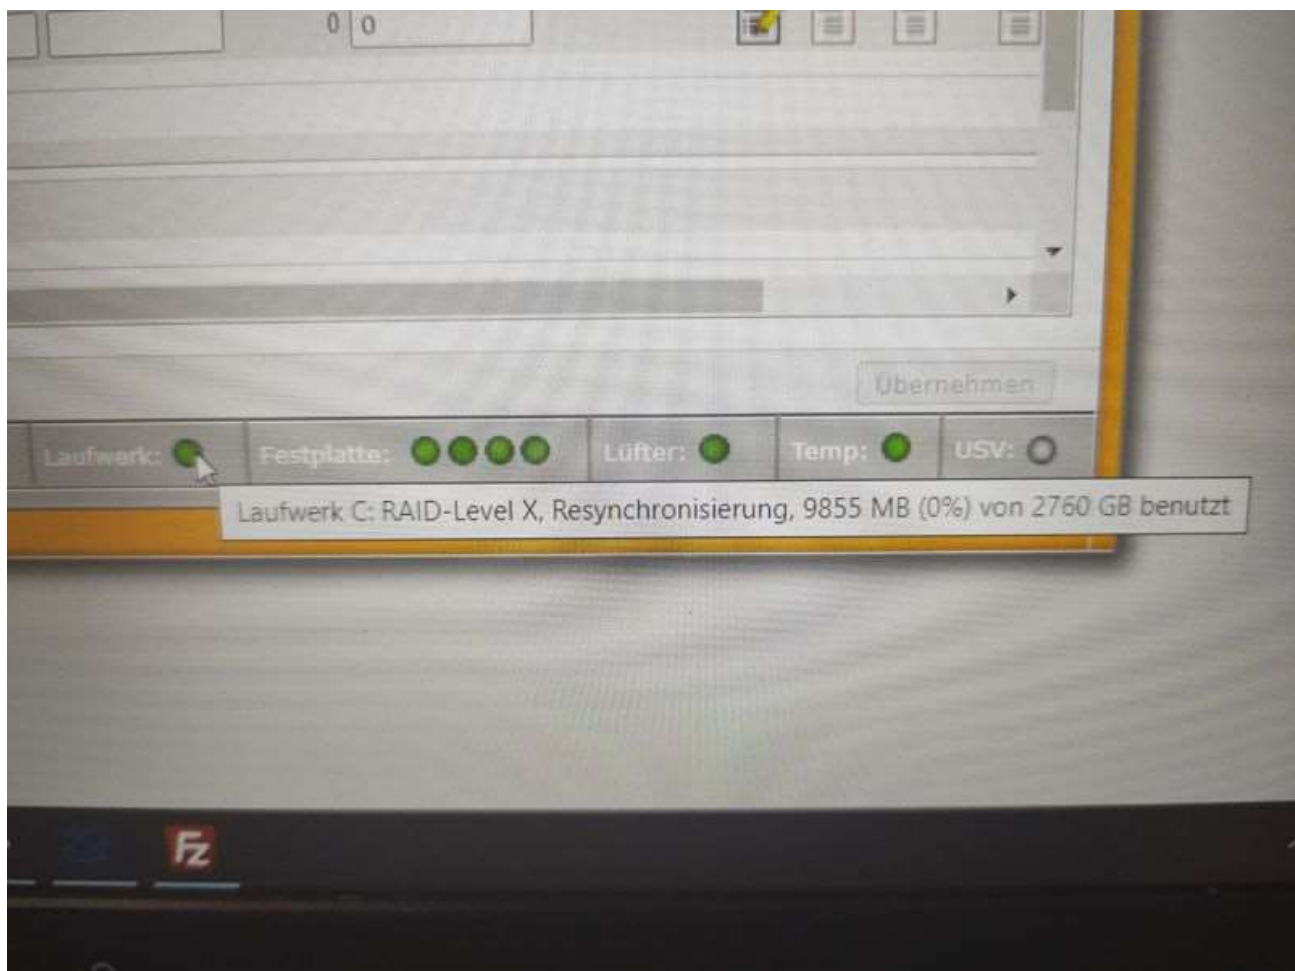 0 0
Übernehmen
Laufwerk: Festplatte: Lüfter: Temp: USV:
Laufwerk C: RAID-Level X, Resynchronisierung, 9855 MB (0%) von 2760 GB benutzt
Fz